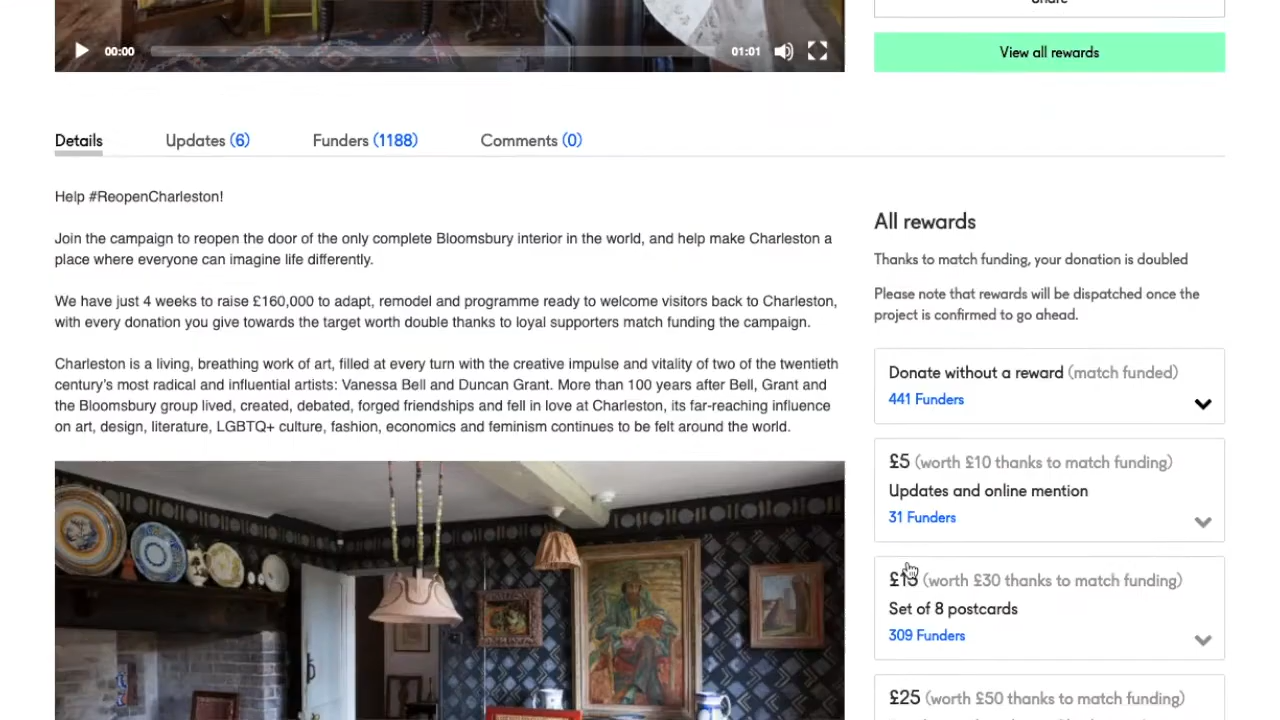 Share
00:00
01:01
View all rewards
Details
Updates (6)
Funders (1188)
Comments (0)
Help #ReopenCharleston!
Join the campaign to reopen the door of the only complete Bloomsbury interior in the world, and help make Charleston a
place where everyone can imagine life differently.
We have just 4 weeks to raise £160,000 to adapt, remodel and programme ready to welcome visitors back to Charleston,
with every donation you give towards the target worth double thanks to loyal supporters match funding the campaign.
Charleston is a living, breathing work of art, filled at every turn with the creative impulse and vitality of two of the twentieth
century's most radical and influential artists: Vanessa Bell and Duncan Grant. More than 100 years after Bell, Grant and
the Bloomsbury group lived, created, debated, forged friendships and fell in love at Charleston, its far-reaching influence
on art, design, literature, LGBTQ+ culture, fashion, economics and feminism continues to be felt around the world.
All rewards
Thanks to match funding, your donation is doubled
Please note that rewards will be dispatched once the
project is confirmed to go ahead.
Donate without a reward (match funded)
441 Funders
£5 (worth £10 thanks to match funding)
Updates and online mention
31 Funders
£15 (worth £30 thanks to match funding)
Set of 8 postcards
309 Funders
£25 (worth £50 thanks to match funding)